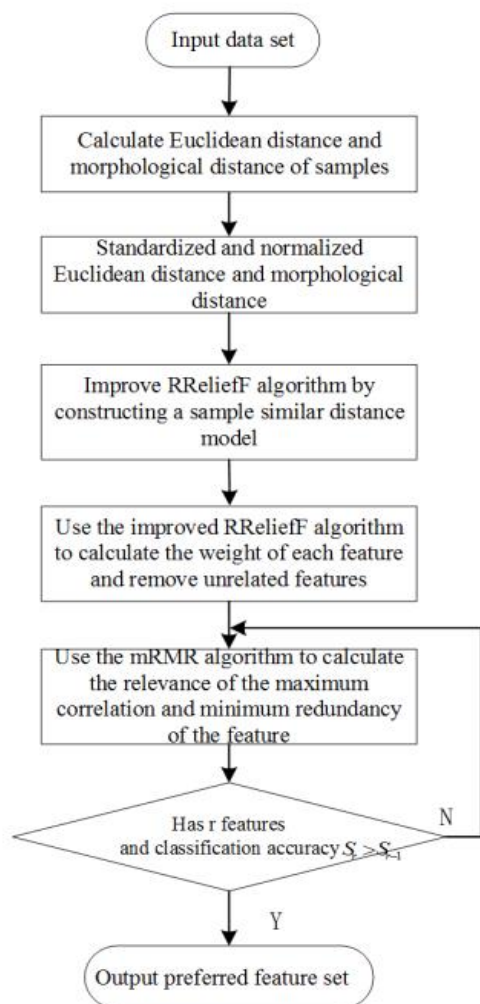 Input data set
Calculate Euclidean distance and
morphological distance of samples
Standardized and normalized
Euclidean distance and morphological
distance
Improve RReliefF algorithm by
constructing a sample similar distance
model
Use the improved RReliefF algorithm
to calculate the weight of each feature
and remove unrelated features
Use the mRMR algorithm to calculate
the relevance of the maximum
correlation and minimum redundancy
of the feature
Has r features
and classification accuracy Sᵣ > Sᵣ₋₁
N
Y
Output preferred feature set